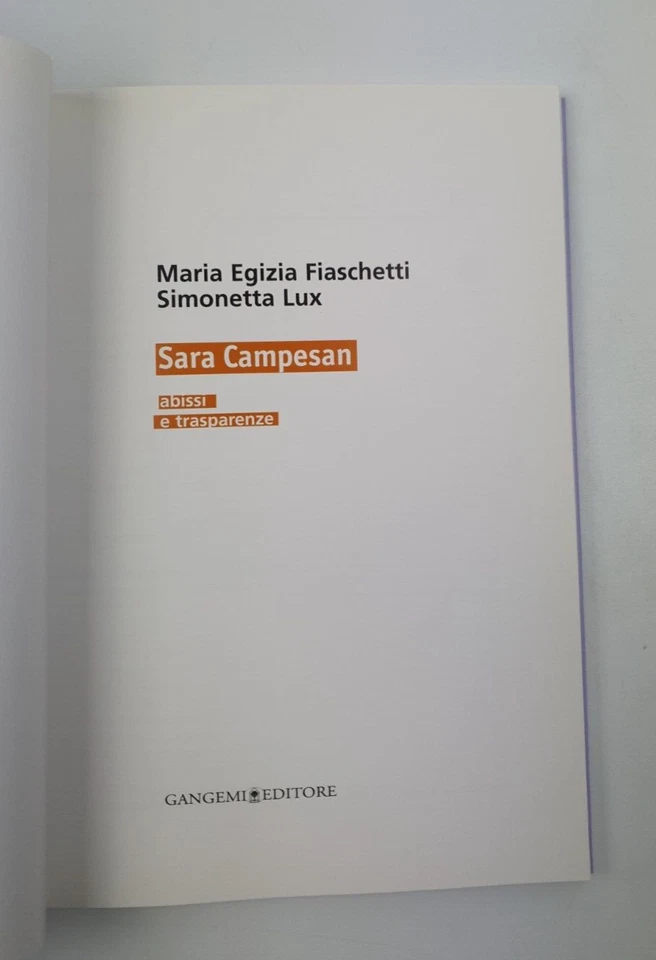 Maria Egizia Fiaschetti
Simonetta Lux
Sara Campesan
abissi
e trasparenze
GANGEMI EDITORE